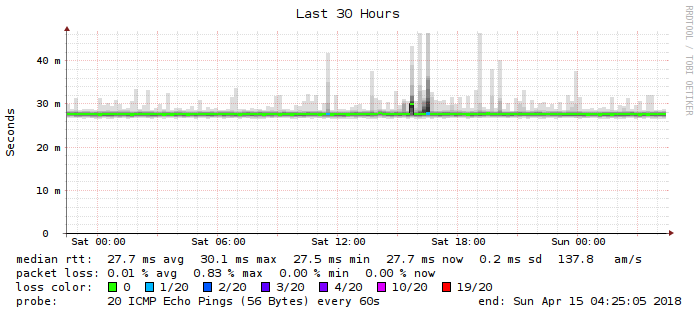 Last 30 Hours
RRDTOOL / TOBI OETIKER
Seconds
40 m
30 m
20 m
10 m
0
Sat 00:00 Sat 06:00 Sat 12:00 Sat 18:00 Sun 00:00
median rtt: 27.7 ms avg 30.1 ms max 27.5 ms min 27.7 ms now 0.2 ms sd 137.8 am/s
packet loss: 0.01 % avg 0.83 % max 0.00 % min 0.00 % now
loss color: 0 1/20 2/20 3/20 4/20 10/20 19/20
probe: 20 ICMP Echo Pings (56 Bytes) every 60s end: Sun Apr 15 04:25:05 2018